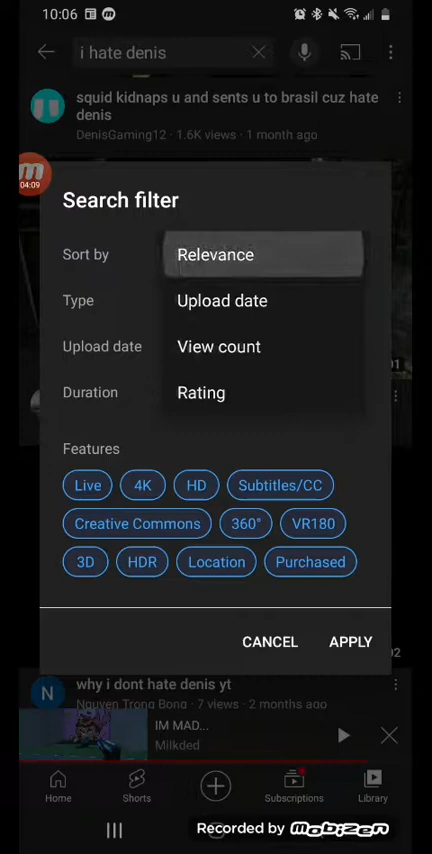 10:06
i hate denis
squid kidnaps u and sents u to brasil cuz hate
denis
DenisGaming12 · 1.6K views · 1 month ago
m
04:09
Search filter
Sort by
Relevance
Type
Upload date
Upload date
View count
Duration
Rating
Features
Live
4K
HD
Subtitles/CC
Creative Commons
360°
VR180
3D
HDR
Location
Purchased
CANCEL
APPLY
why i dont hate denis yt
N
Nguyen Trong Bong · 7 views · 2 months ago
IM MAD...
Milkded
Home
Shorts
Subscriptions
Library
Recorded by mobizen